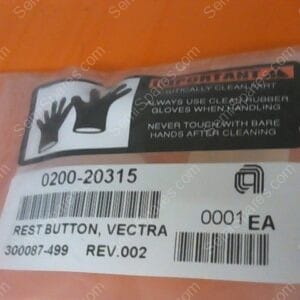 IMPORTANT
CRITICALLY CLEAN PART
ALWAYS USE CLEAN RUBBER
GLOVES WHEN HANDLING
NEVER TOUCH WITH BARE
HANDS AFTER CLEANING
0200-20315
0001 EA
REST BUTTON, VECTRA
300087-499 REV.002